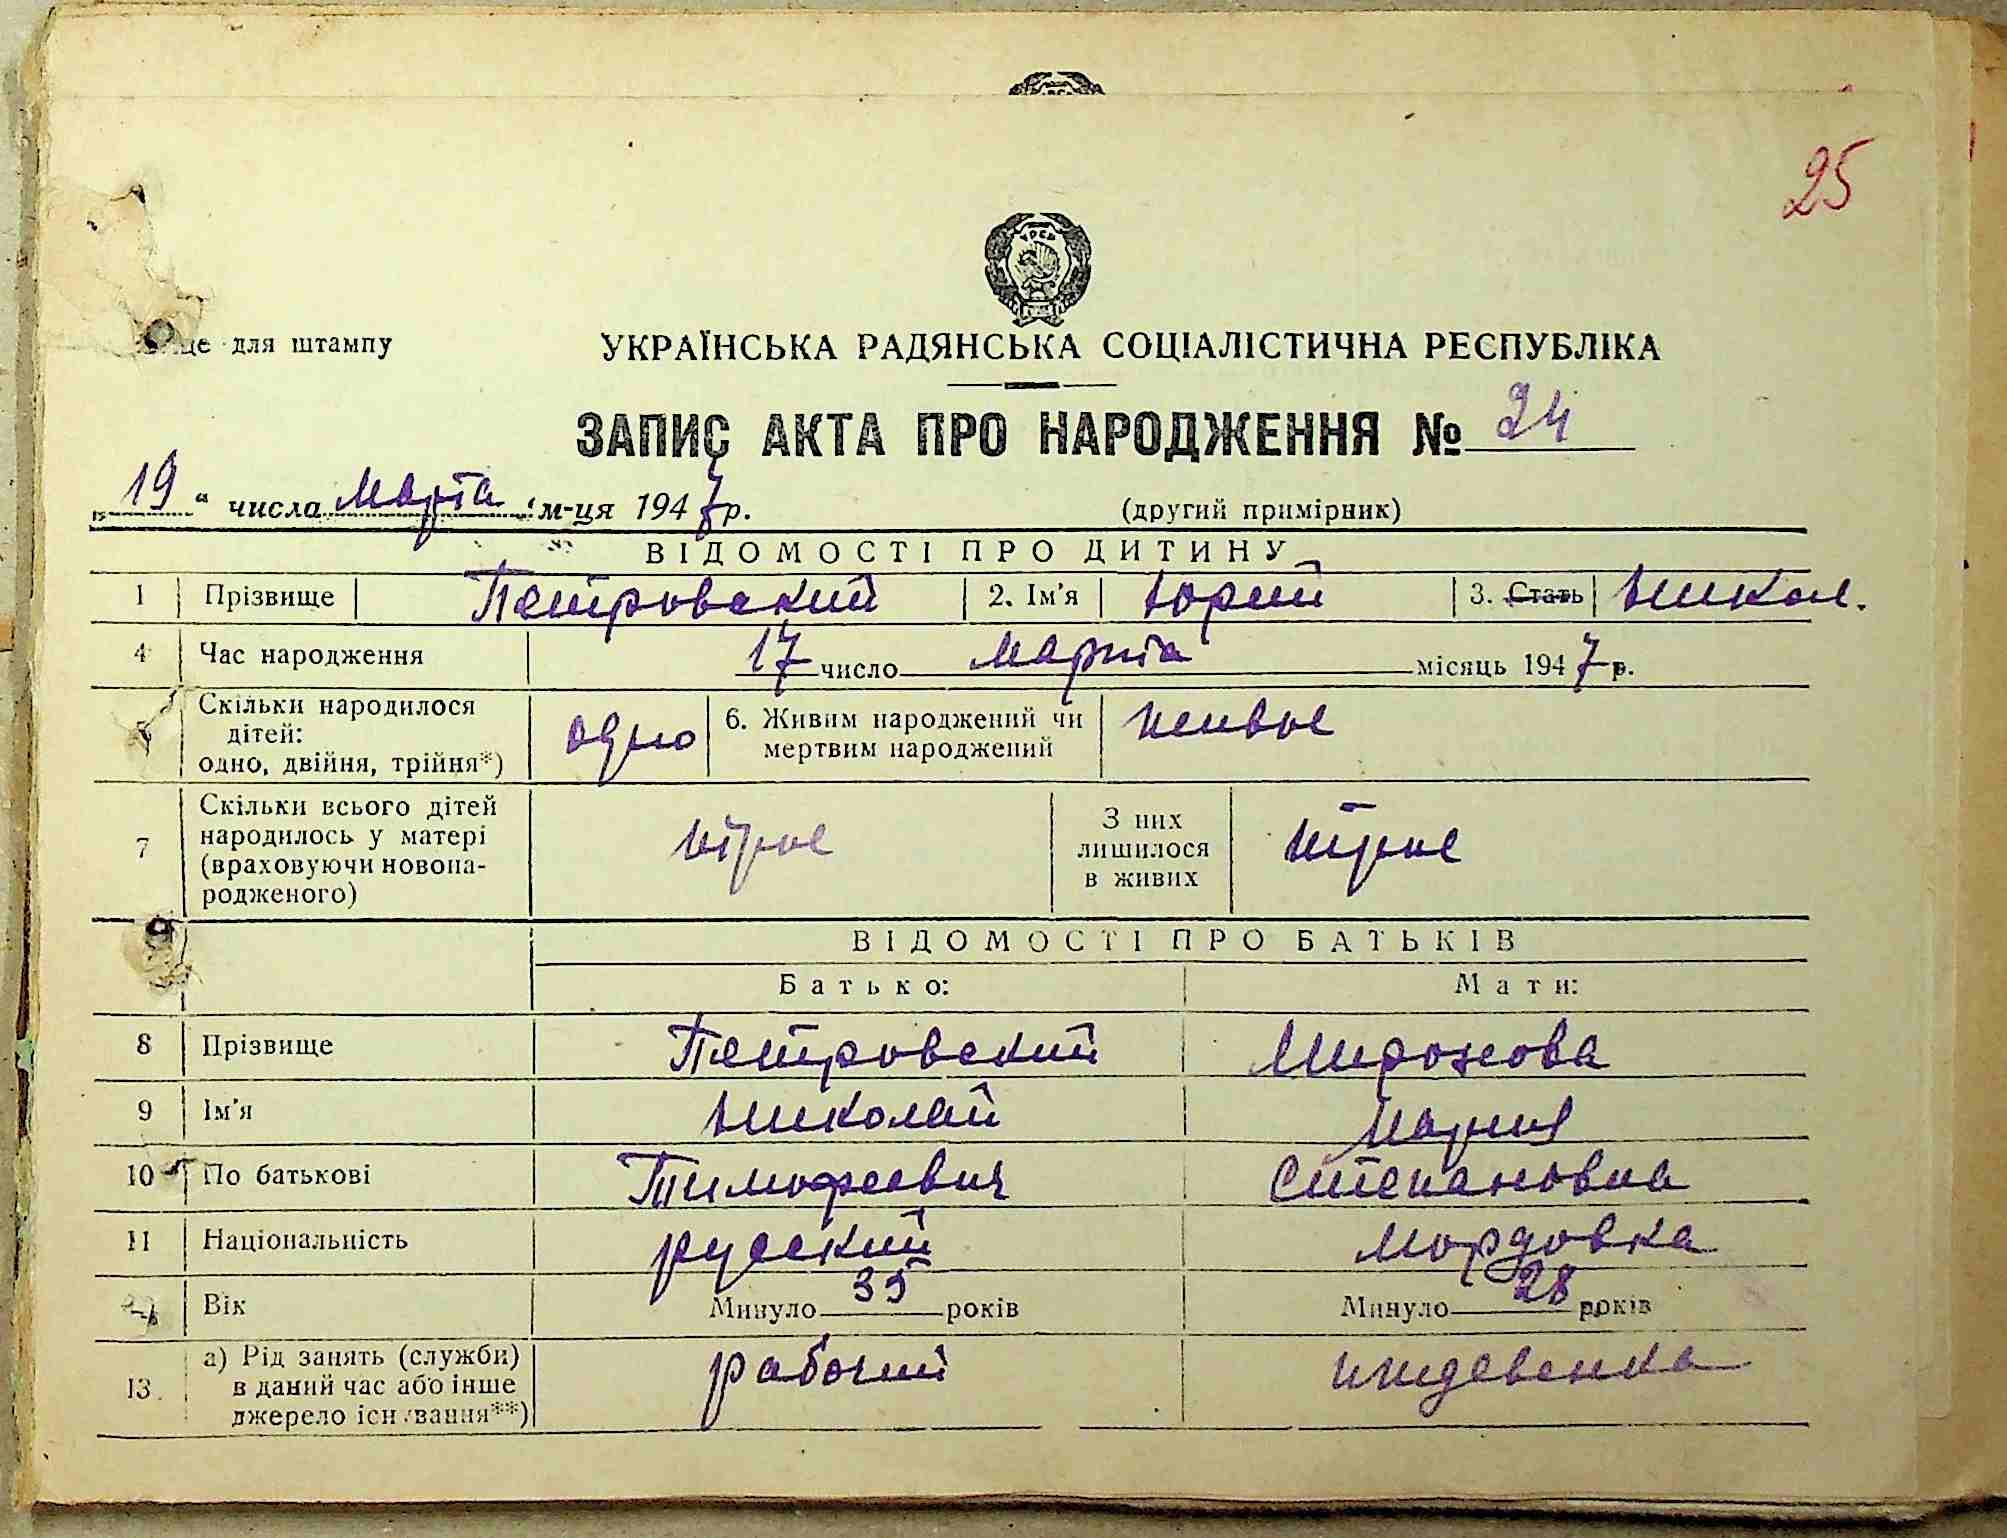 25
УРСР
це для штампу
УКРАЇНСЬКА РАДЯНСЬКА СОЦІАЛІСТИЧНА РЕСПУБЛІКА
ЗАПИС АКТА ПРО НАРОДЖЕННЯ № 24
„19“ числа Марта м-ця 1947 р.
(другий примірник)
ВІДОМОСТІ ПРО ДИТИНУ
1 Прізвище Петровский 2. Ім'я Юрий 3. Стать Никол.
4 Час народження 17 число марта місяць 1947 р.
Скільки народилося
дітей:
одно, двійня, трійня*)
одно
6. Живим народжений чи
мертвим народжений
живое
7
Скільки всього дітей
народилось у матері
(враховуючи новона-
родженого)
трое
З них
лишилося
в живих
трое
ВІДОМОСТІ ПРО БАТЬКІВ
Батько: Мати:
8 Прізвище Петровский Миронова
9 Ім'я Николай Мария
10 По батькові Тимофеевич Степановна
11 Національність русский мордовка
Вік Минуло 35 років Минуло 28 років
13.
а) Рід занять (служби)
в даний час або інше
джерело існування**)
рабочий иждевенка